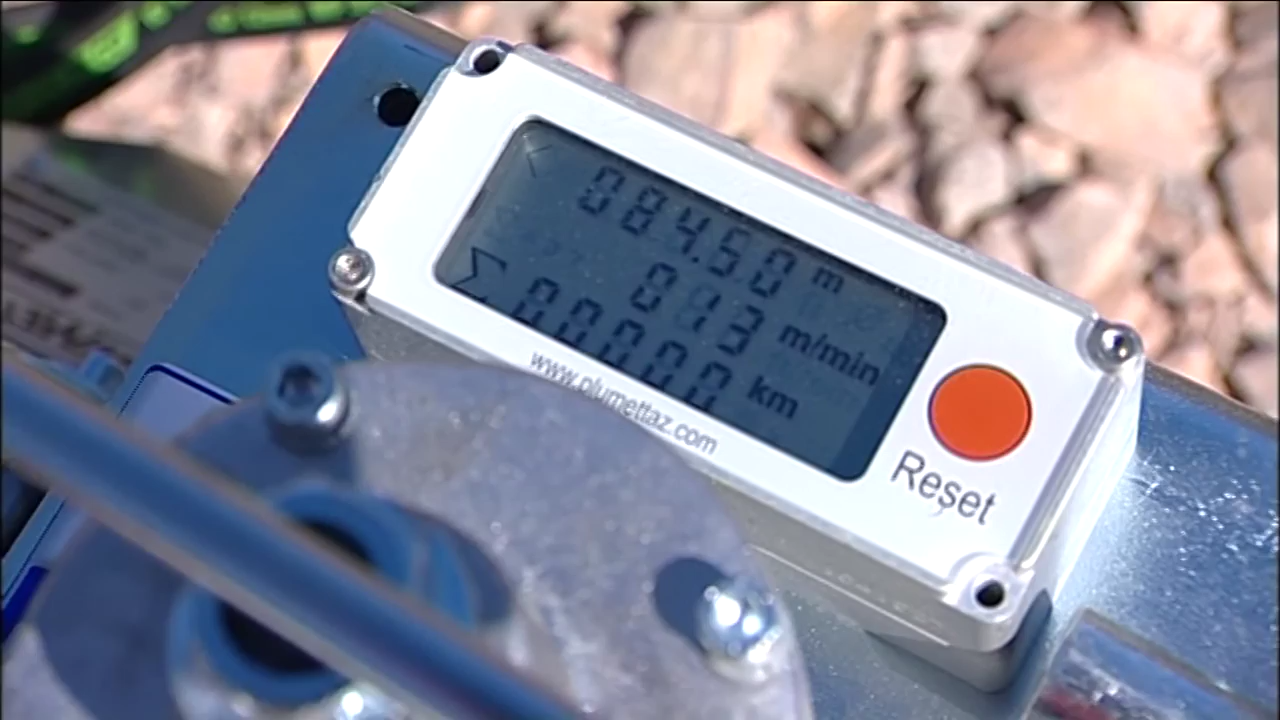 < 084.50 m
013 m/min
Σ 00000 km
www.plumettaz.com
Reset